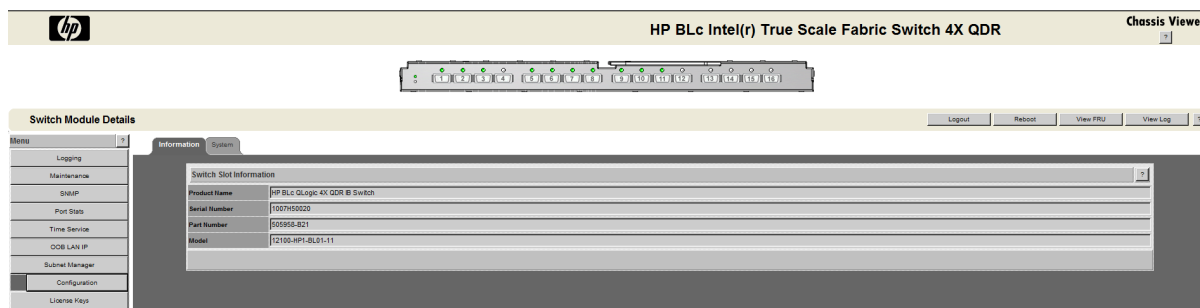 hp
HP BLc Intel(r) True Scale Fabric Switch 4X QDR
Chassis Viewe
?
1 2 3 4 5 6 7 8 9 10 11 12 13 14 15 16
Switch Module Details
Logout Reboot View FRU View Log ?
Menu ?
Information System
Logging
Maintenance
SNMP
Port Stats
Time Service
OOB LAN IP
Subnet Manager
Configuration
License Keys
Switch Slot Information ?
Product Name HP BLc QLogic 4X QDR IB Switch
Serial Number 1007H50020
Part Number 505958-B21
Model 12100-HP1-BL01-11